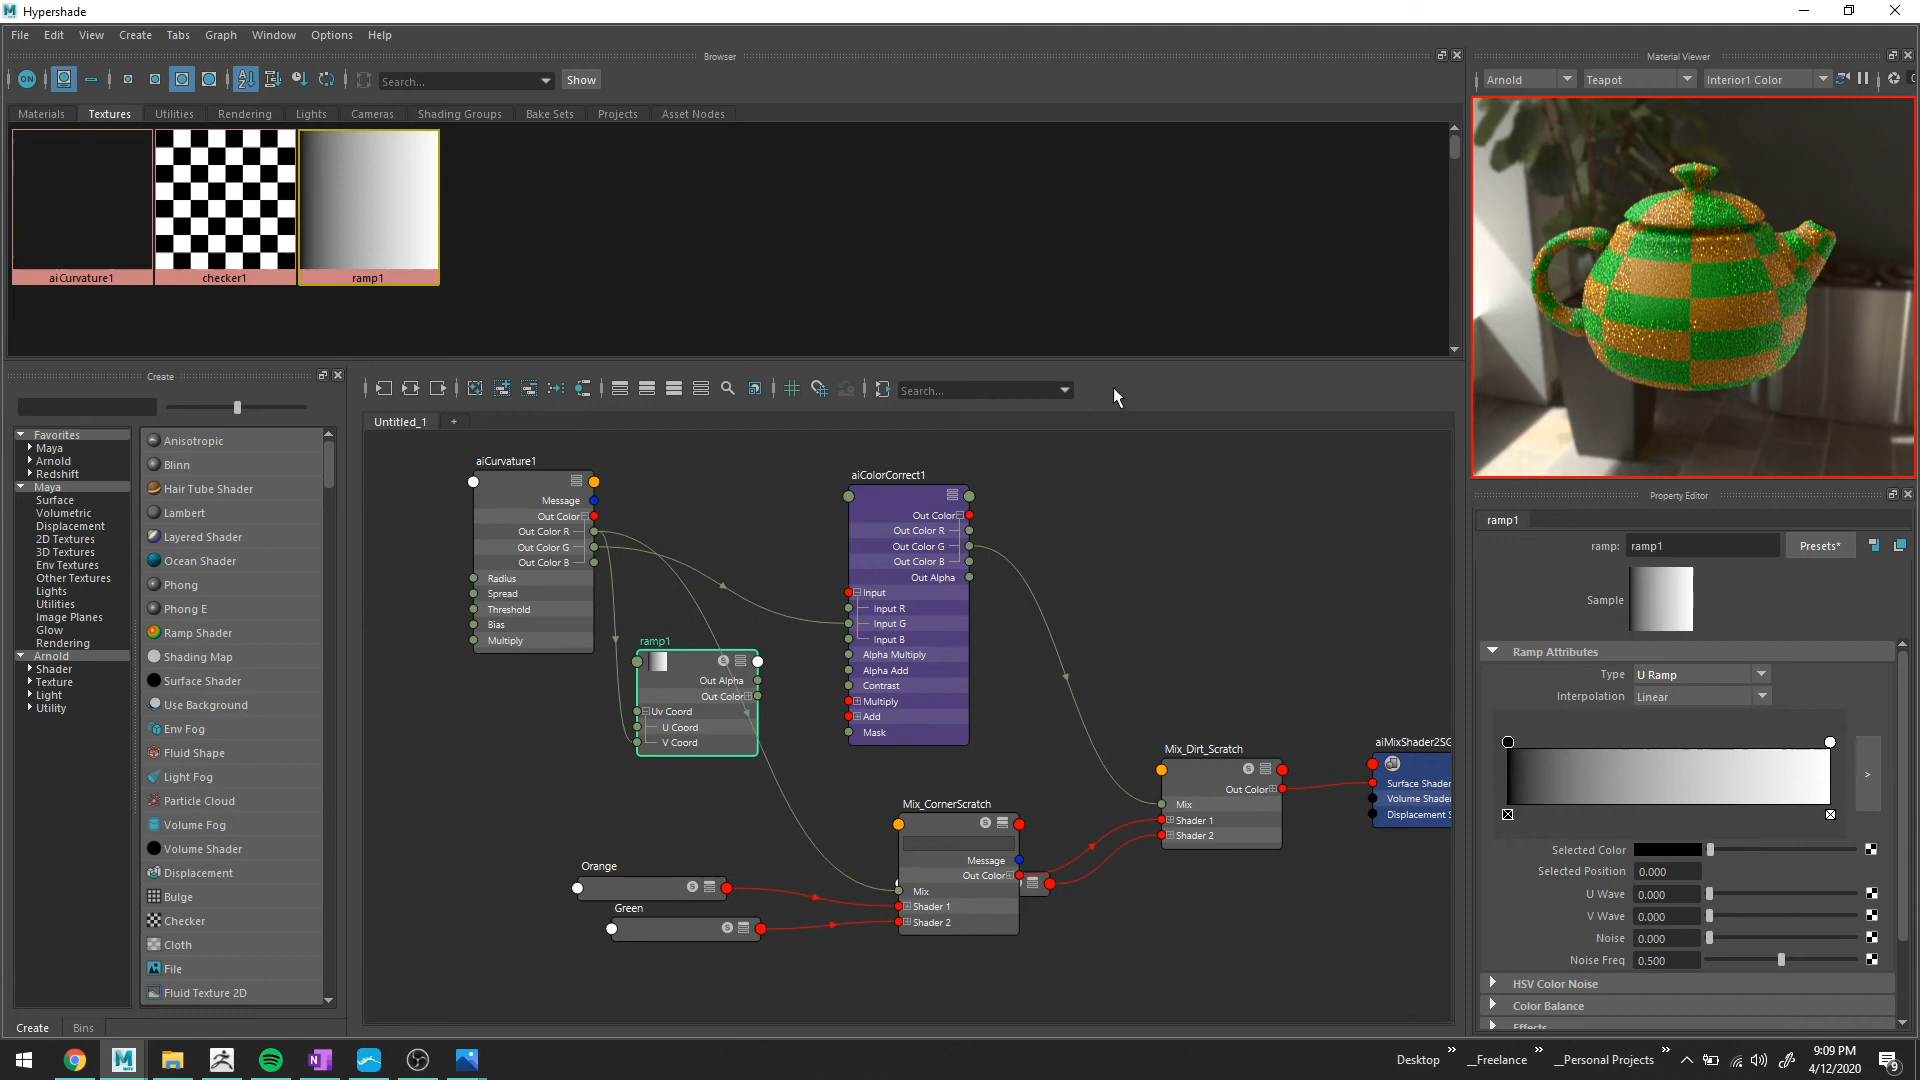 Hypershade
File Edit View Create Tabs Graph Window Options Help
Browser
ON Search... Show
Materials Textures Utilities Rendering Lights Cameras Shading Groups Bake Sets Projects Asset Nodes
aiCurvature1 checker1 ramp1
Material Viewer
Arnold Teapot Interior1 Color
Create
Favorites
Maya
Arnold
Redshift
Maya
Surface
Volumetric
Displacement
2D Textures
3D Textures
Env Textures
Other Textures
Lights
Utilities
Image Planes
Glow
Rendering
Arnold
Shader
Texture
Light
Utility
Anisotropic
Blinn
Hair Tube Shader
Lambert
Layered Shader
Ocean Shader
Phong
Phong E
Ramp Shader
Shading Map
Surface Shader
Use Background
Env Fog
Fluid Shape
Light Fog
Particle Cloud
Volume Fog
Volume Shader
Displacement
Bulge
Checker
Cloth
File
Fluid Texture 2D
Create Bins
Search...
Untitled_1 +
aiCurvature1
Message
Out Color
Out Color R
Out Color G
Out Color B
Radius
Spread
Threshold
Bias
Multiply
ramp1
S
Out Alpha
Out Color
Uv Coord
U Coord
V Coord
aiColorCorrect1
Out Color
Out Color R
Out Color G
Out Color B
Out Alpha
Input
Input R
Input G
Input B
Alpha Multiply
Alpha Add
Contrast
Multiply
Add
Mask
Orange
S
Green
S
Mix_CornerScratch
S
Message
Out Color
Mix
Shader 1
Shader 2
Mix_Dirt_Scratch
S
Out Color
Mix
Shader 1
Shader 2
aiMixShader2SG
Surface Shader
Volume Shader
Displacement S
Property Editor
ramp1
ramp: ramp1 Presets*
Sample
Ramp Attributes
Type U Ramp
Interpolation Linear
>
Selected Color
Selected Position 0.000
U Wave 0.000
V Wave 0.000
Noise 0.000
Noise Freq 0.500
HSV Color Noise
Color Balance
Effects
Desktop » __Freelance » __Personal Projects »
9:09 PM
4/12/2020
9